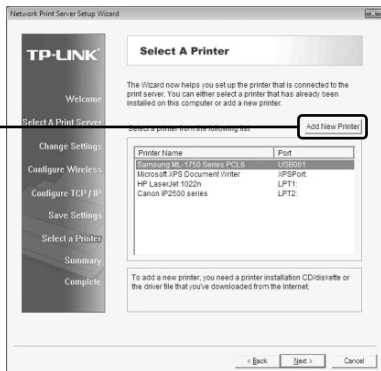 Network Print Server Setup Wizard
TP-LINK
Select A Printer
The Wizard now helps you set up the printer that is connected to the
print server. You can either select a printer that has already been
installed on this computer or add a new printer.
Welcome
Select A Print Server
Change Settings
Configure Wireless
Configure TCP / IP
Save Settings
Select a Printer
Summary
Complete
Select a printer from the following list
Add New Printer
Printer Name Port
Samsung ML-1750 Series PCL6 USB001
Microsoft XPS Document Writer XPSPort:
HP LaserJet 1022n LPT1:
Canon iP2500 series LPT2:
To add a new printer, you need a printer installation CD/diskette or
the driver file that you've downloaded from the Internet.
< Back Next > Cancel